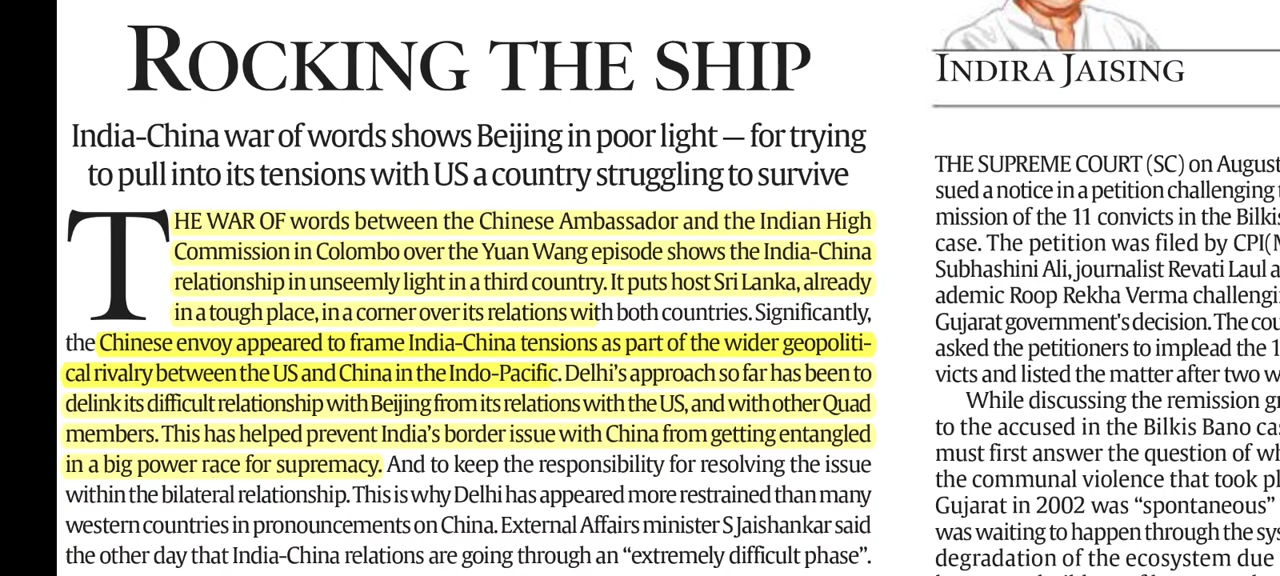 ROCKING THE SHIP
India-China war of words shows Beijing in poor light — for trying
to pull into its tensions with US a country struggling to survive
THE WAR OF words between the Chinese Ambassador and the Indian High
Commission in Colombo over the Yuan Wang episode shows the India-China
relationship in unseemly light in a third country. It puts host Sri Lanka, already
in a tough place, in a corner over its relations with both countries. Significantly,
the Chinese envoy appeared to frame India-China tensions as part of the wider geopoliti-
cal rivalry between the US and China in the Indo-Pacific. Delhi's approach so far has been to
delink its difficult relationship with Beijing from its relations with the US, and with other Quad
members. This has helped prevent India's border issue with China from getting entangled
in a big power race for supremacy. And to keep the responsibility for resolving the issue
within the bilateral relationship. This is why Delhi has appeared more restrained than many
western countries in pronouncements on China. External Affairs minister S Jaishankar said
the other day that India-China relations are going through an “extremely difficult phase”.
INDIRA JAISING
THE SUPREME COURT (SC) on August
sued a notice in a petition challenging
mission of the 11 convicts in the Bilkis
case. The petition was filed by CPI(M
Subhashini Ali, journalist Revati Laul a
ademic Roop Rekha Verma challengi
Gujarat government's decision. The cou
asked the petitioners to implead the 1
victs and listed the matter after two w
While discussing the remission gr
to the accused in the Bilkis Bano ca
must first answer the question of wh
the communal violence that took pl
Gujarat in 2002 was “spontaneous”
was waiting to happen through the sys
degradation of the ecosystem due